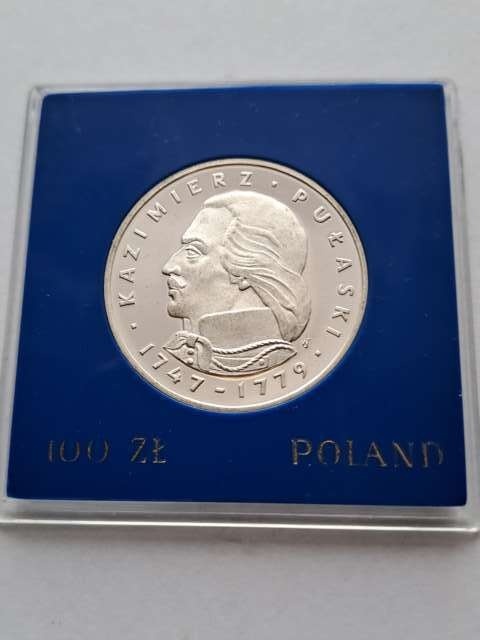 · KAZIMIERZ · PUŁASKI ·
1747-1779
100 ZŁ POLAND